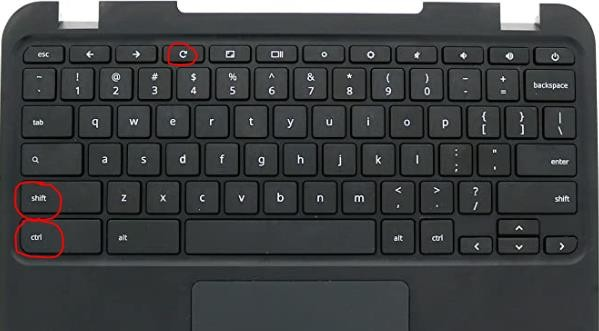 esc
~ ! @ # $ % ^ & * ( ) - +
` 1 2 3 4 5 6 7 8 9 0 - = backspace
tab q w e r t y u i o p { } |
[ ] \
a s d f g h j k l : " enter
; '
shift z x c v b n m < > ? shift
, . /
ctrl alt alt ctrl